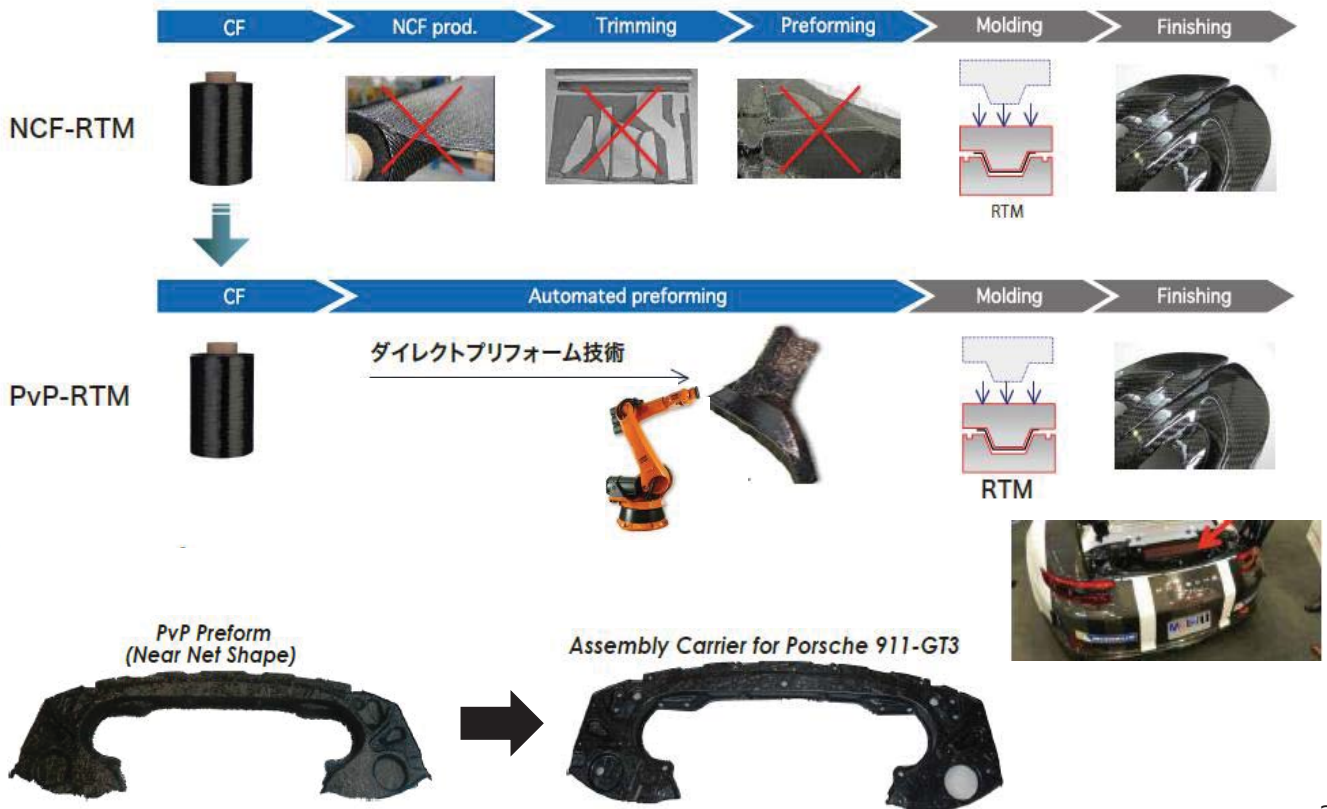 CF
NCF prod.
Trimming
Preforming
Molding
Finishing
NCF-RTM
RTM
CF
Automated preforming
Molding
Finishing
ダイレクトプリフォーム技術
PvP-RTM
RTM
PvP Preform
(Near Net Shape)
Assembly Carrier for Porsche 911-GT3
Mobil 1